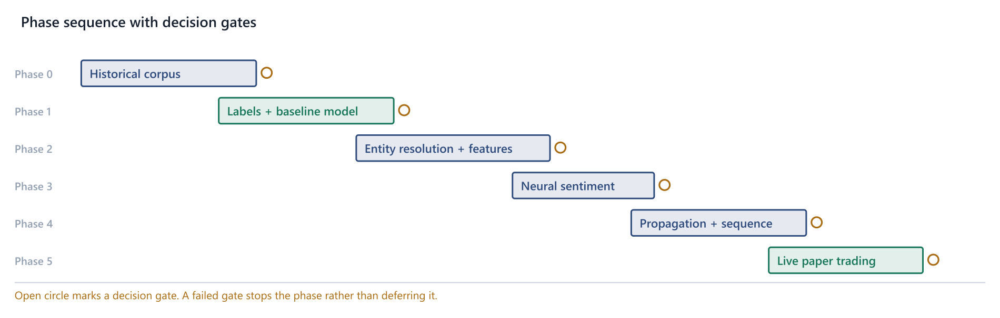 Phase sequence with decision gates
Phase 0
Historical corpus
Phase 1
Labels + baseline model
Phase 2
Entity resolution + features
Phase 3
Neural sentiment
Phase 4
Propagation + sequence
Phase 5
Live paper trading
Open circle marks a decision gate. A failed gate stops the phase rather than deferring it.